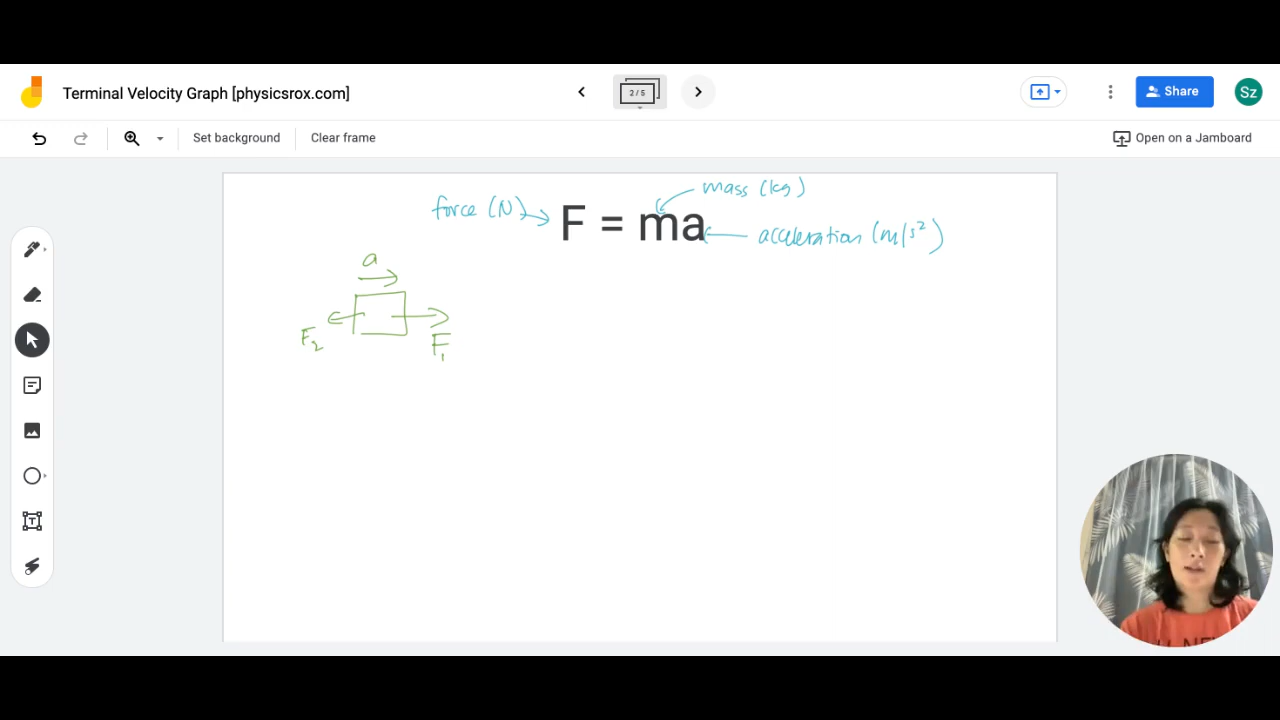 Terminal Velocity Graph [physicsrox.com]
2 / 5
Share
Sz
Set background
Clear frame
Open on a Jamboard
mass (kg)
force (N)
F = ma
acceleration (m/s²)
a
F₂
F₁
T